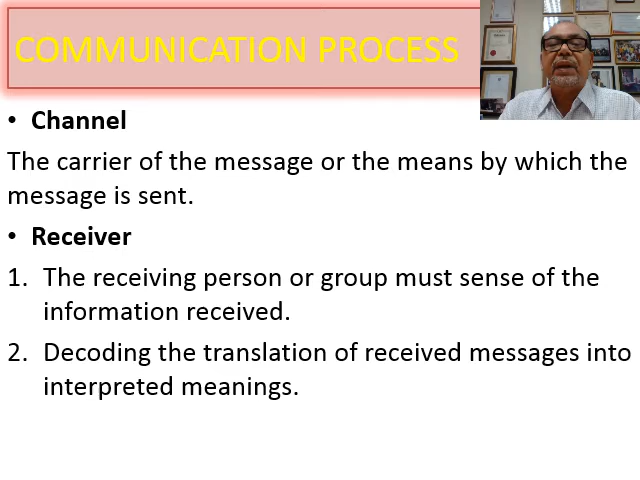 COMMUNICATION PROCESS
• Channel
The carrier of the message or the means by which the
message is sent.
• Receiver
1. The receiving person or group must sense of the
information received.
2. Decoding the translation of received messages into
interpreted meanings.